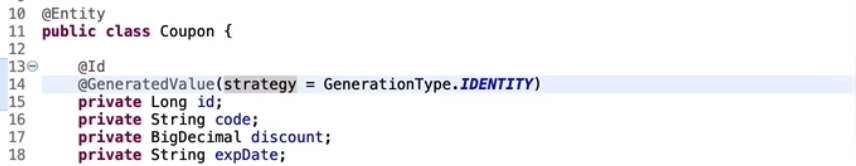 10 @Entity
11 public class Coupon {
12
13 @Id
14 @GeneratedValue(strategy = GenerationType.IDENTITY)
15 private Long id;
16 private String code;
17 private BigDecimal discount;
18 private String expDate;